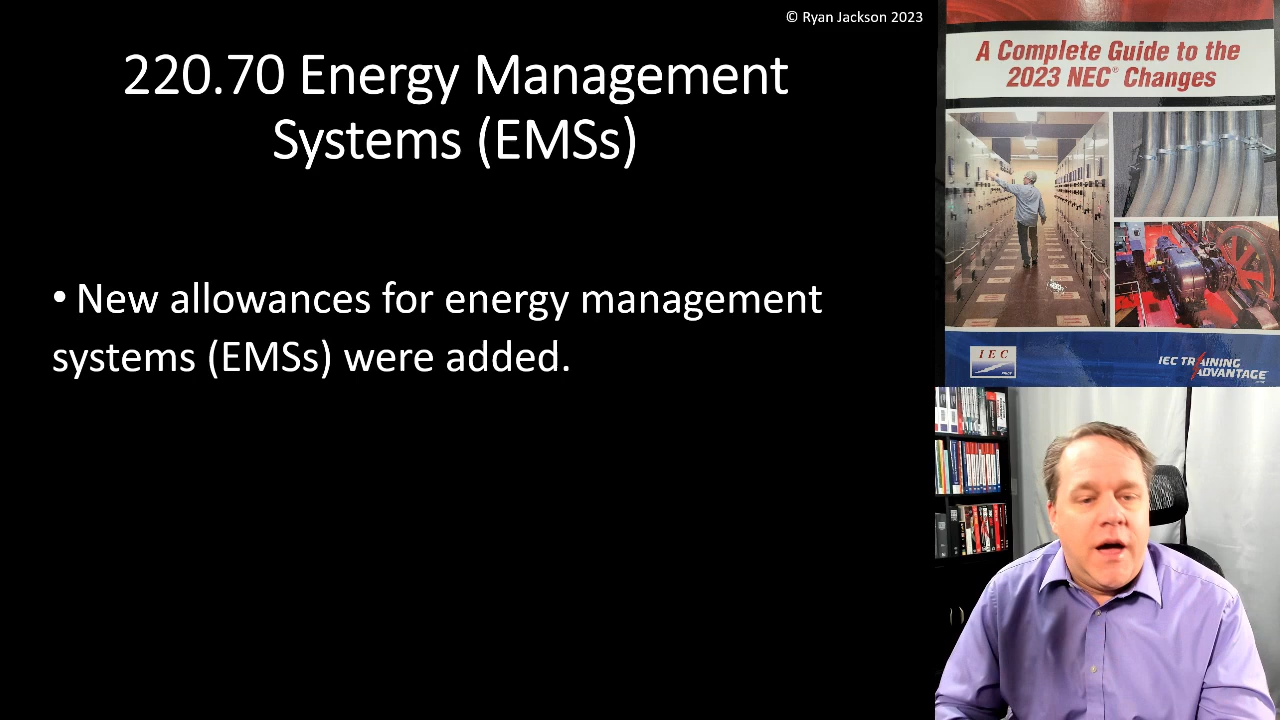 © Ryan Jackson 2023
220.70 Energy Management
Systems (EMSs)
• New allowances for energy management
systems (EMSs) were added.
A Complete Guide to the
2023 NEC® Changes
IEC
IEC TRAINING
ADVANTAGE